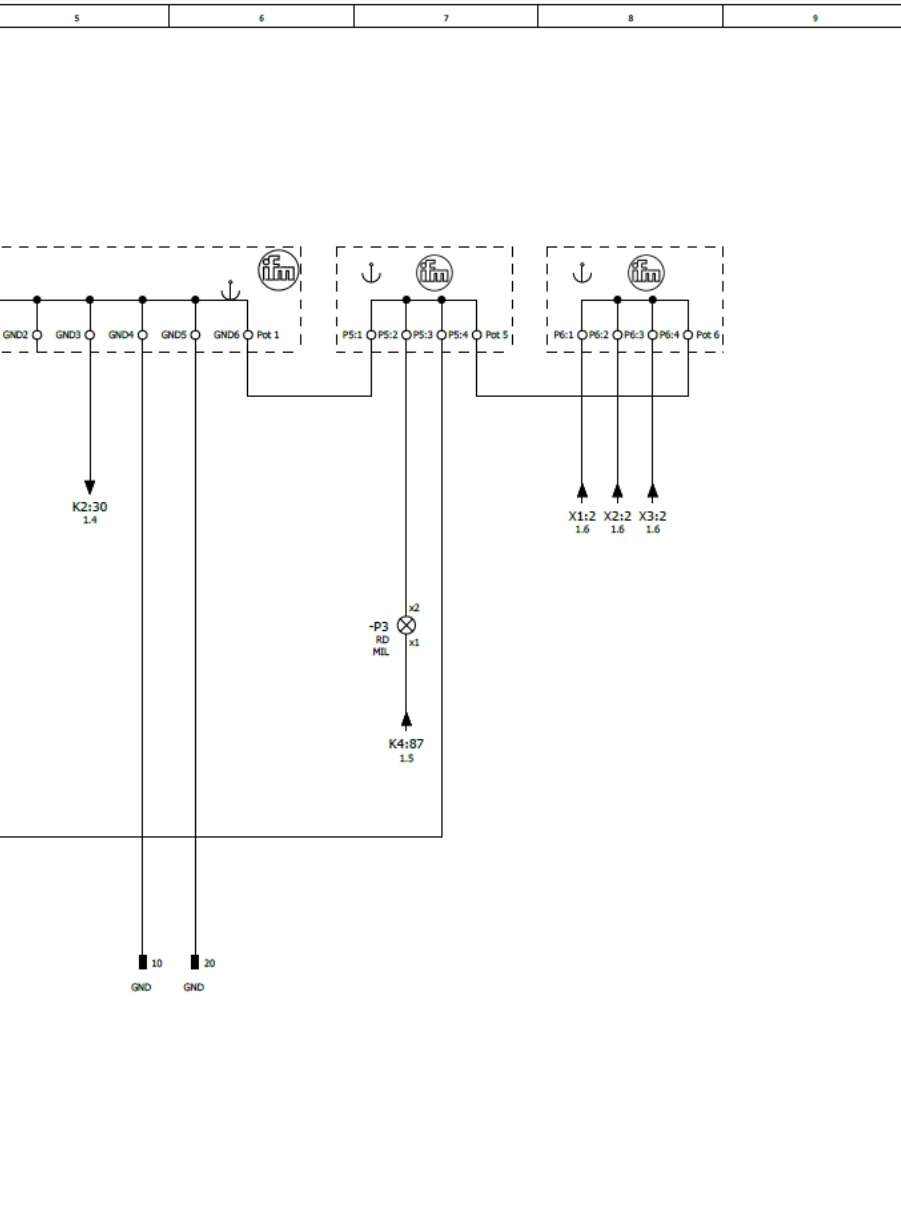 5 6 7 8 9
ifm ifm ifm
GND2 GND3 GND4 GND5 GND6 Pot 1 P5:1 P5:2 P5:3 P5:4 Pot 5 P6:1 P6:2 P6:3 P6:4 Pot 6
K2:30
1.4
X1:2 X2:2 X3:2
1.6 1.6 1.6
x2
-P3
RD
x1
MIL
K4:87
1.5
10 20
GND GND